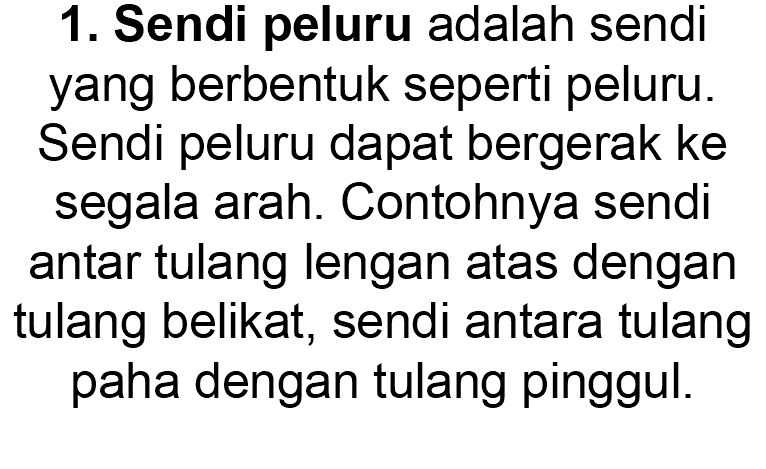 1. Sendi peluru adalah sendi
yang berbentuk seperti peluru.
Sendi peluru dapat bergerak ke
segala arah. Contohnya sendi
antar tulang lengan atas dengan
tulang belikat, sendi antara tulang
paha dengan tulang pinggul.